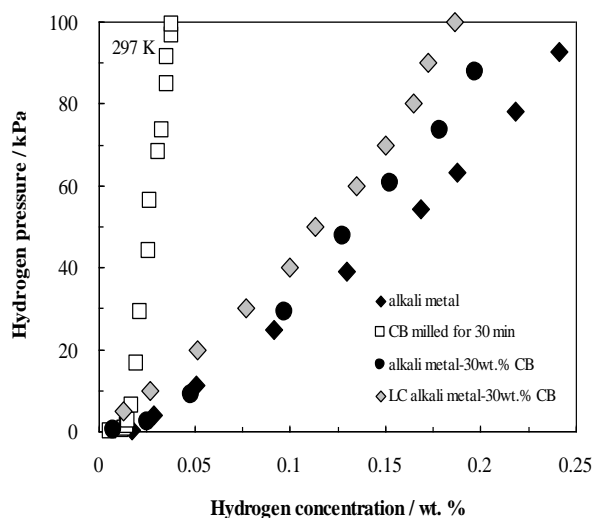 100
80
60
40
20
0
Hydrogen pressure / kPa
297 K
alkali metal
CB milled for 30 min
alkali metal-30wt.% CB
LC alkali metal-30wt.% CB
0 0.05 0.1 0.15 0.2 0.25
Hydrogen concentration / wt. %